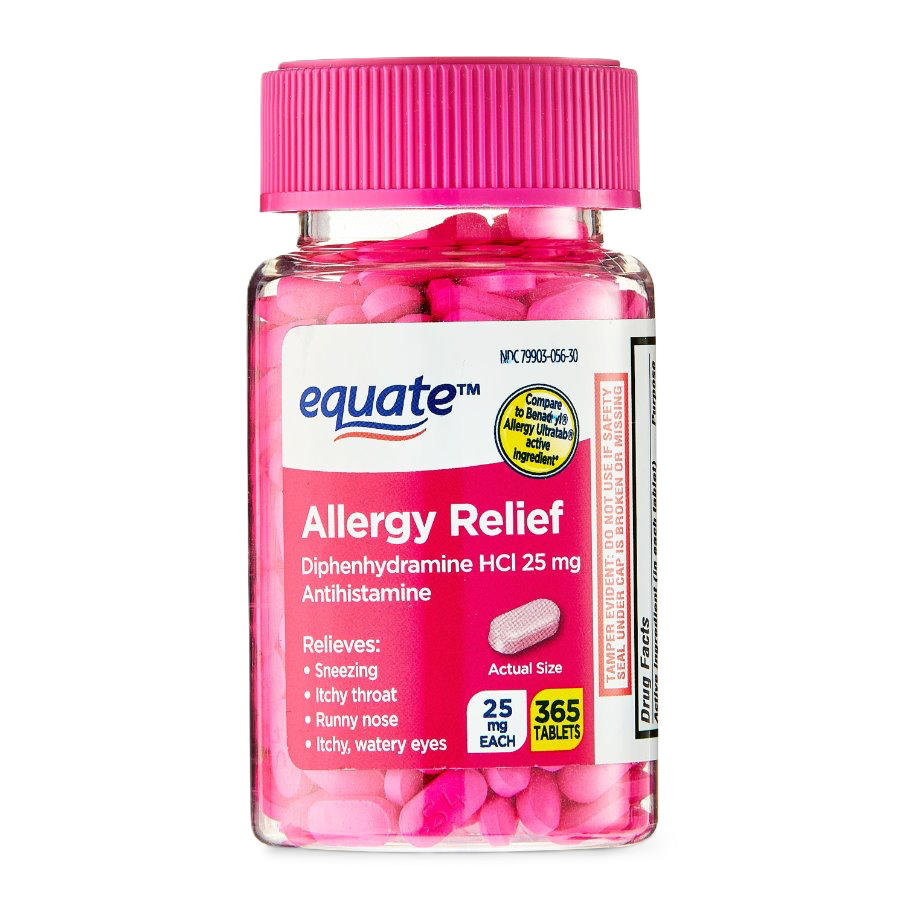 NDC 79903-056-30
equate™
Compare
to Benadryl®
Allergy Ultratab®
active
ingredient*
Allergy Relief
Diphenhydramine HCl 25 mg
Antihistamine
Relieves:
• Sneezing
• Itchy throat
• Runny nose
• Itchy, watery eyes
Actual Size
25
mg
EACH
365
TABLETS
TAMPER EVIDENT: DO NOT USE IF SAFETY
SEAL UNDER CAP IS BROKEN OR MISSING
Drug Facts
Active ingredient (in each tablet) Purpose